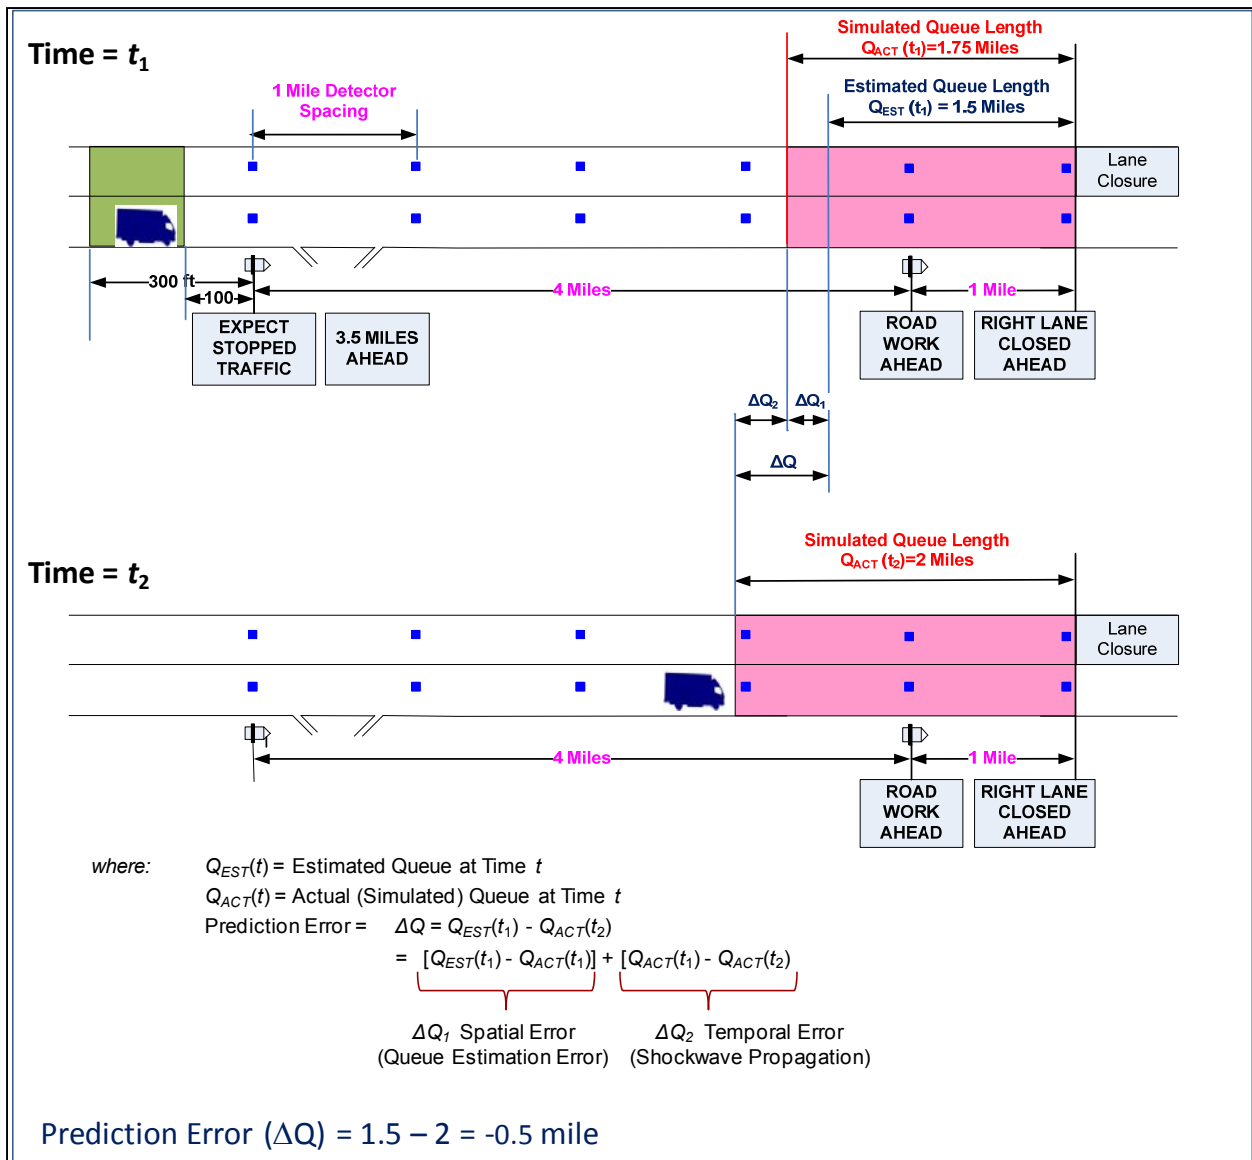 Time = t1
Simulated Queue Length
QACT (t1)=1.75 Miles
1 Mile Detector
Spacing
Estimated Queue Length
QEST (t1) = 1.5 Miles
Lane
Closure
300 ft
100
4 Miles
1 Mile
EXPECT
STOPPED
TRAFFIC
3.5 MILES
AHEAD
ROAD
WORK
AHEAD
RIGHT LANE
CLOSED
AHEAD
ΔQ2
ΔQ1
ΔQ
Simulated Queue Length
QACT (t2)=2 Miles
Time = t2
Lane
Closure
4 Miles
1 Mile
ROAD
WORK
AHEAD
RIGHT LANE
CLOSED
AHEAD
where: QEST(t) = Estimated Queue at Time t
QACT(t) = Actual (Simulated) Queue at Time t
Prediction Error = ΔQ = QEST(t1) - QACT(t2)
= [QEST(t1) - QACT(t1)] + [QACT(t1) - QACT(t2)
ΔQ1 Spatial Error
(Queue Estimation Error)
ΔQ2 Temporal Error
(Shockwave Propagation)
Prediction Error (ΔQ) = 1.5 – 2 = -0.5 mile